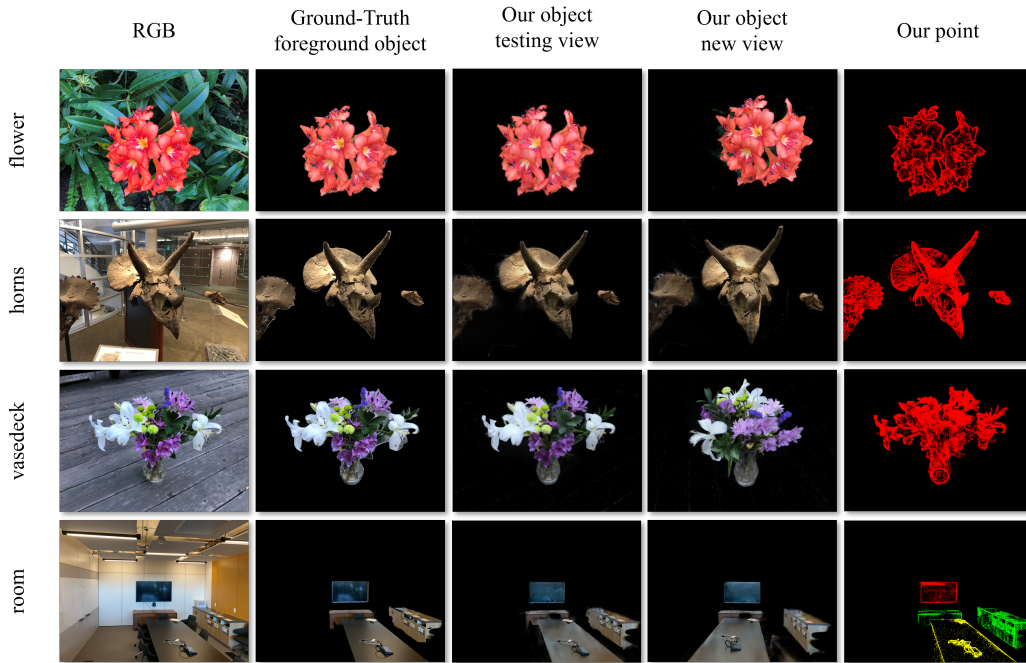 RGB
Ground-Truth
foreground object
Our object
testing view
Our object
new view
Our point
flower
horns
vasedeck
room